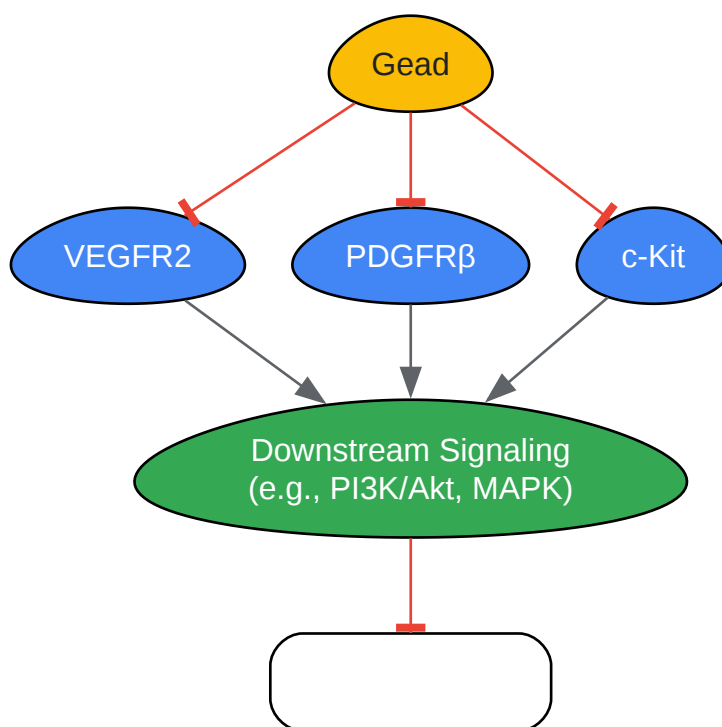 Gead
VEGFR2
PDGFRβ
c-Kit
Downstream Signaling
(e.g., PI3K/Akt, MAPK)